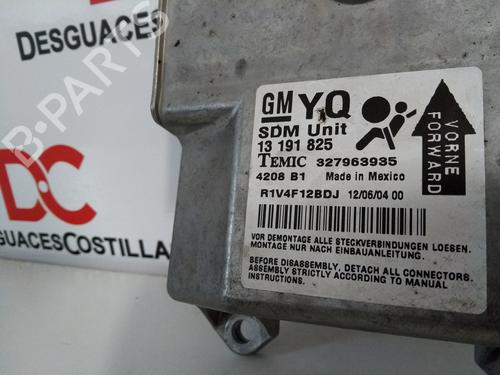 DESGUACES
DC
GUACESCOSTILLA
B-PARTS
GM YQ
SDM Unit
13 191 825
TEMIC 327963935
4208 B1 Made in Mexico
R1V4F12BDJ 12/06/04 00
VORNE
FORWARD
VOR DEMONTAGE ALLE STECKVERBINDUNGEN LOESEN.
MONTAGE NUR NACH EINBAUANLEITUNG.
BEFORE DISASSEMBLY, DETACH ALL CONNECTORS.
ASSEMBLY STRICTLY ACCORDING TO MANUAL
INSTRUCTIONS